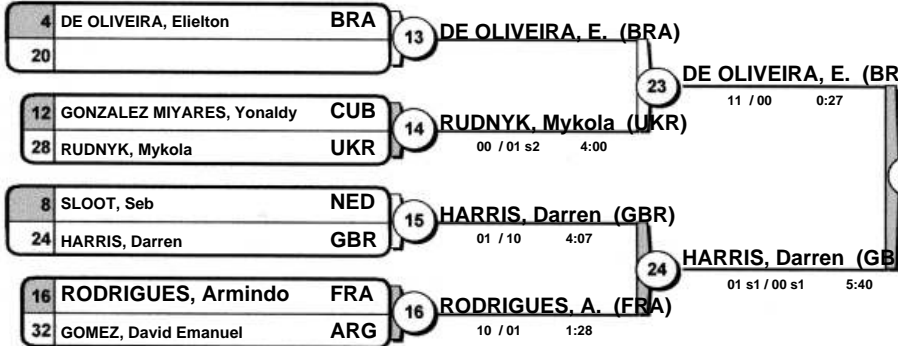 4 DE OLIVEIRA, Elielton BRA
20
13 DE OLIVEIRA, E. (BRA)
12 GONZALEZ MIYARES, Yonaldy CUB
28 RUDNYK, Mykola UKR
14 RUDNYK, Mykola (UKR)
00 / 01 s2 4:00
23 DE OLIVEIRA, E. (BR
11 / 00 0:27
8 SLOOT, Seb NED
24 HARRIS, Darren GBR
15 HARRIS, Darren (GBR)
01 / 10 4:07
16 RODRIGUES, Armindo FRA
32 GOMEZ, David Emanuel ARG
16 RODRIGUES, A. (FRA)
10 / 01 1:28
24 HARRIS, Darren (GB
01 s1 / 00 s1 5:40